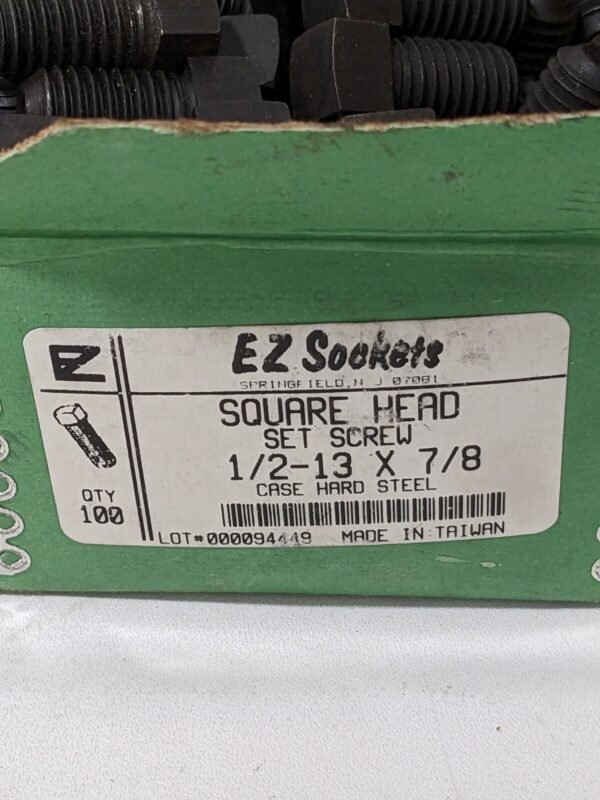 EZ Sockets
SPRINGFIELD, N J 07081
SQUARE HEAD
SET SCREW
1/2-13 X 7/8
CASE HARD STEEL
QTY
100
LOT#000094449 MADE IN:TAIWAN